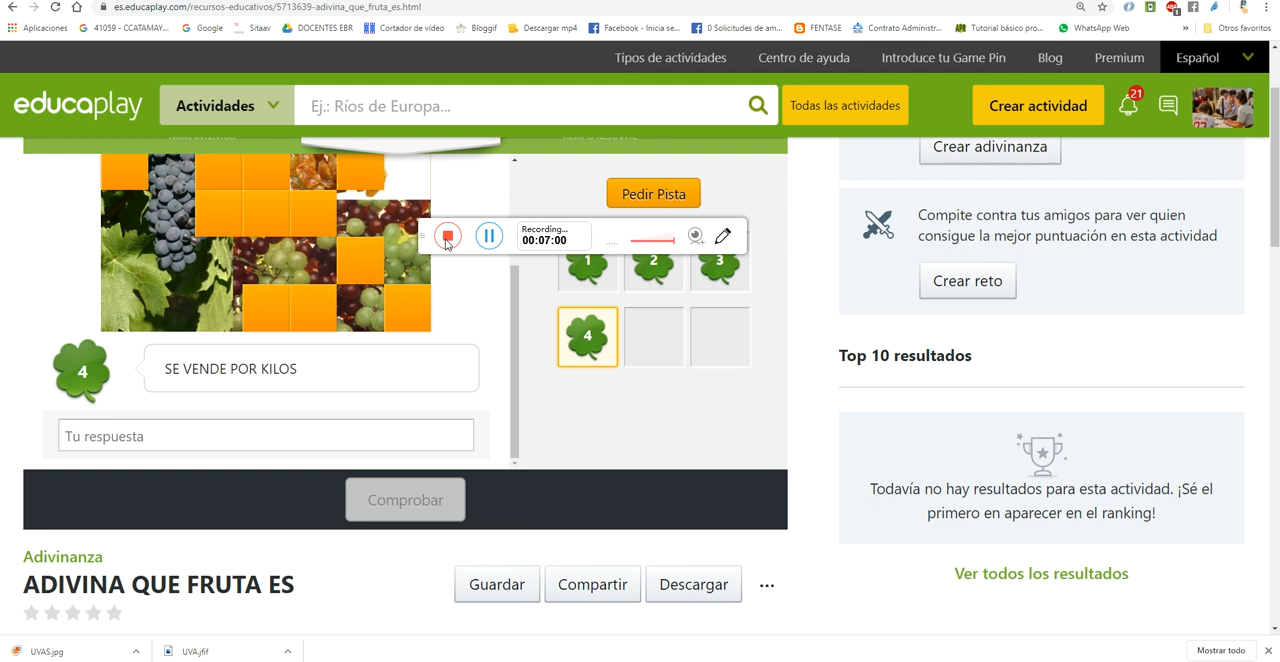 es.educaplay.com/recursos-educativos/5713639-adivina_que_fruta_es.html
Aplicaciones
41059 - CCATAMAY...
Google
Sitaav
DOCENTES EBR
Cortador de vídeo
Bloggif
Descargar mp4
Facebook - Inicia se...
0 Solicitudes de am...
FENTASE
Contrato Administr...
Tutorial básico pro...
WhatsApp Web
»
Otros favoritos
Tipos de actividades
Centro de ayuda
Introduce tu Game Pin
Blog
Premium
Español
educaplay
Actividades
Ej.: Ríos de Europa...
Todas las actividades
Crear actividad
21
Crear adivinanza
Pedir Pista
Recording...
00:07:00
1
2
3
4
4
SE VENDE POR KILOS
Tu respuesta
Comprobar
Compite contra tus amigos para ver quien
consigue la mejor puntuación en esta actividad
Crear reto
Top 10 resultados
Todavía no hay resultados para esta actividad. ¡Sé el
primero en aparecer en el ranking!
Ver todos los resultados
Adivinanza
ADIVINA QUE FRUTA ES
Guardar
Compartir
Descargar
...
UVAS.jpg
UVA.jfif
Mostrar todo